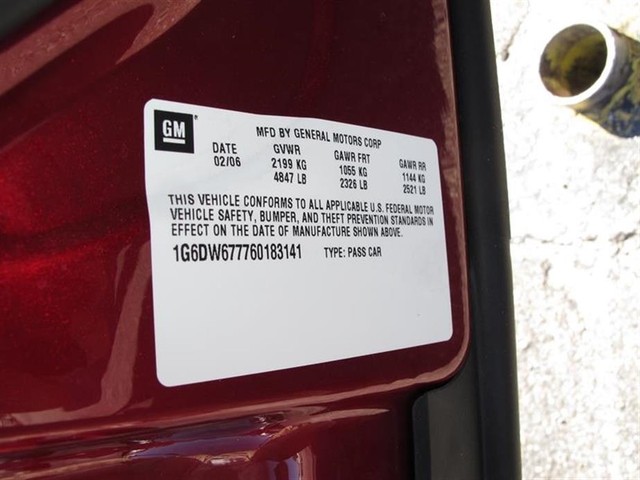 GM
MFD BY GENERAL MOTORS CORP
DATE GVWR GAWR FRT GAWR RR
02/06 2199 KG 1055 KG 1144 KG
4847 LB 2326 LB 2521 LB
THIS VEHICLE CONFORMS TO ALL APPLICABLE U.S. FEDERAL MOTOR
VEHICLE SAFETY, BUMPER, AND THEFT PREVENTION STANDARDS IN
EFFECT ON THE DATE OF MANUFACTURE SHOWN ABOVE.
1G6DW677760183141 TYPE: PASS CAR